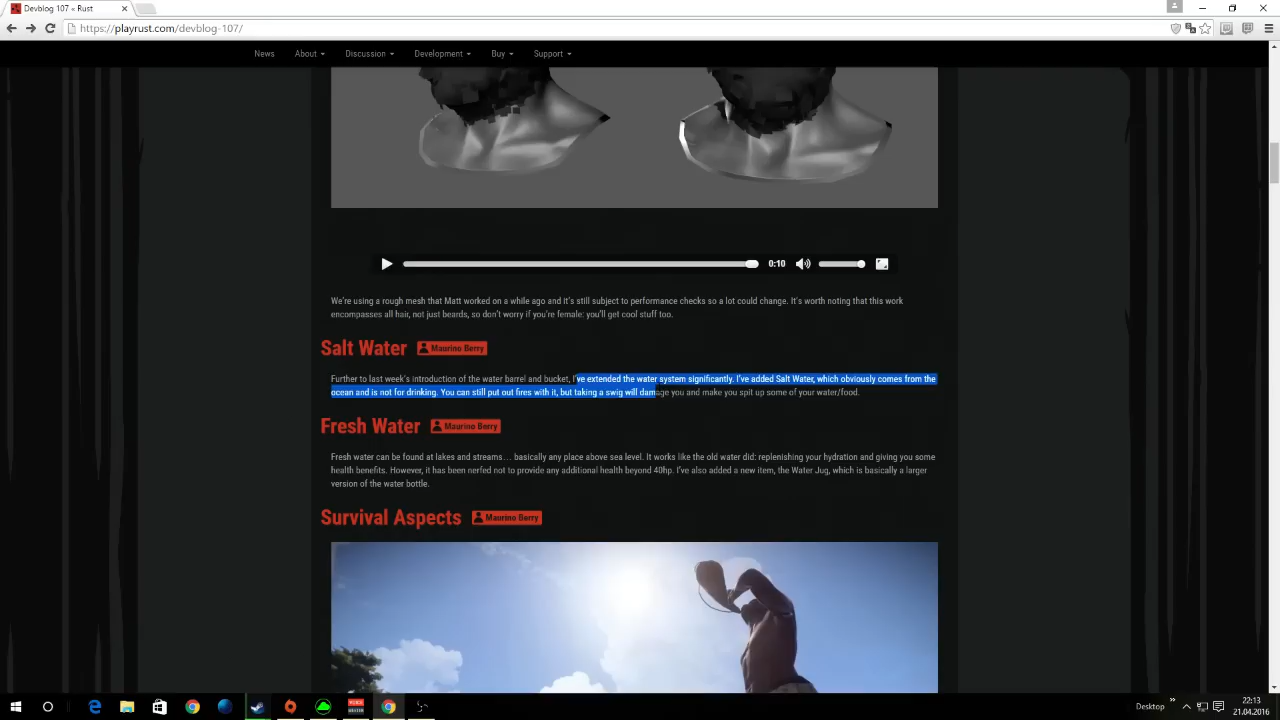 Devblog 107 « Rust
https://playrust.com/devblog-107/
News About Discussion Development Buy Support
0:10
We're using a rough mesh that Matt worked on a while ago and it's still subject to performance checks so a lot could change. It's worth noting that this work
encompasses all hair, not just beards, so don't worry if you're female: you'll get cool stuff too.
Salt Water Maurino Berry
Further to last week's introduction of the water barrel and bucket, I've extended the water system significantly. I've added Salt Water, which obviously comes from the
ocean and is not for drinking. You can still put out fires with it, but taking a swig will damage you and make you spit up some of your water/food.
Fresh Water Maurino Berry
Fresh water can be found at lakes and streams… basically any place above sea level. It works like the old water did: replenishing your hydration and giving you some
health benefits. However, it has been nerfed not to provide any additional health beyond 40hp. I've also added a new item, the Water Jug, which is basically a larger
version of the water bottle.
Survival Aspects Maurino Berry
Desktop
22:13
21.04.2016